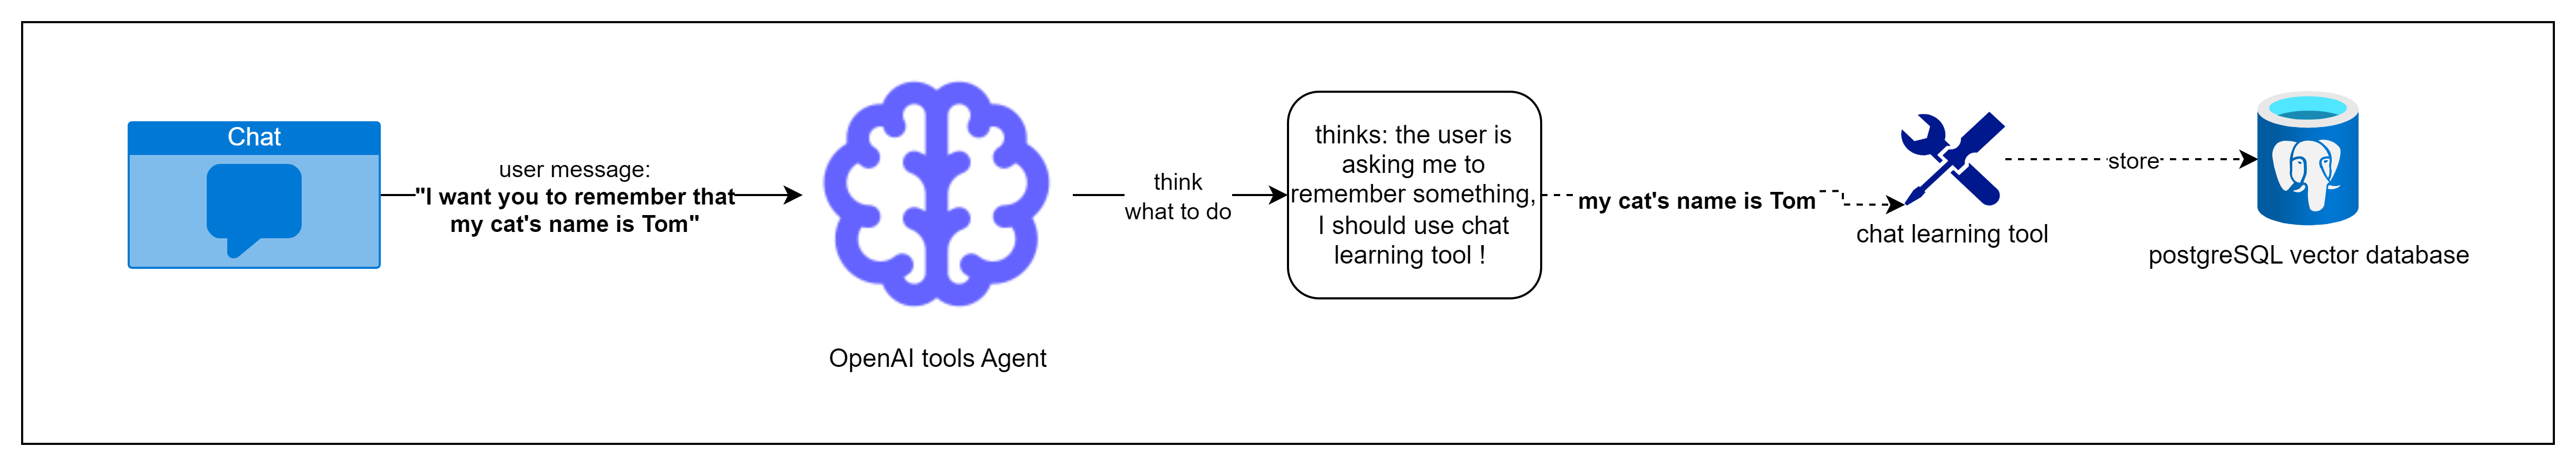 Chat
user message:
"I want you to remember that
my cat's name is Tom"
OpenAI tools Agent
think
what to do
thinks: the user is
asking me to
remember something,
I should use chat
learning tool !
my cat's name is Tom
chat learning tool
store
postgreSQL vector database